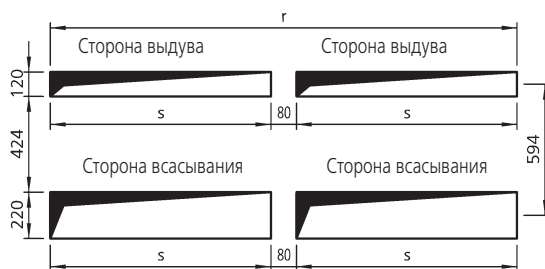 r
Сторона выдува Сторона выдува
120
s 80 s
424
594
Сторона всасывания Сторона всасывания
220
s 80 s